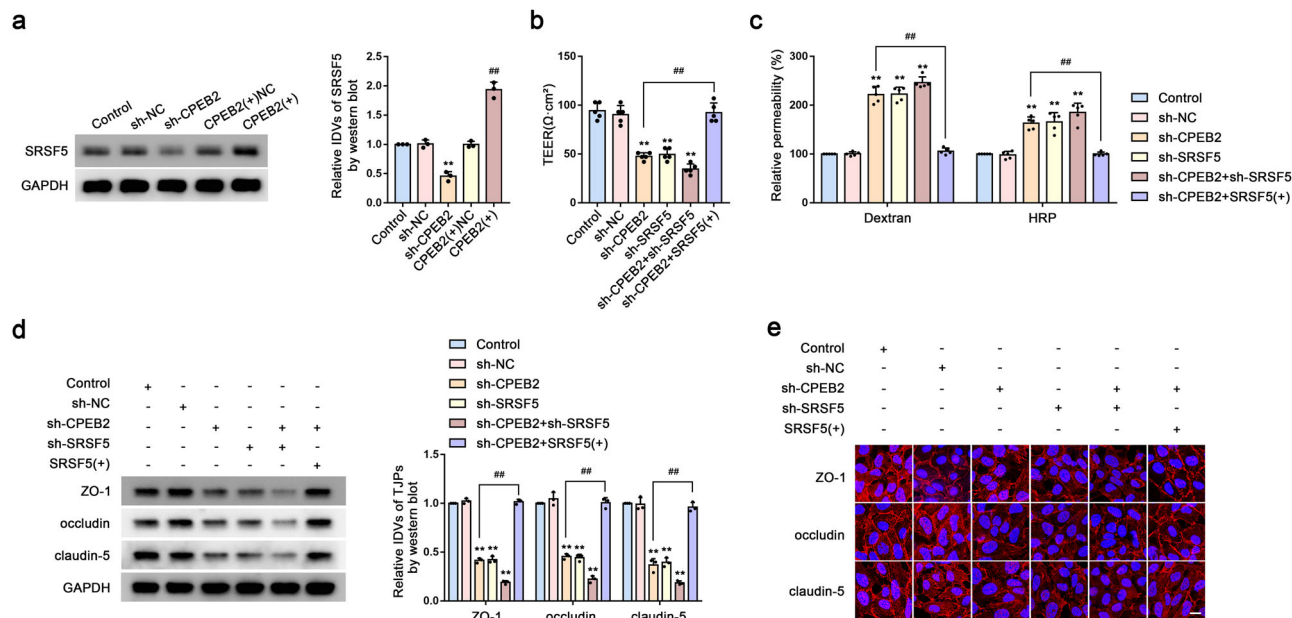 a
Control
sh-NC
sh-CPEB2
CPEB2(+)NC
CPEB2(+)
SRSF5
GAPDH
Relative IDVs of SRSF5
by western blot
2.5
2.0
1.5
1.0
0.5
0.0
**
##
Control
sh-NC
sh-CPEB2
CPEB2(+)NC
CPEB2(+)
b
TEER(Ω·cm²)
150
100
50
0
##
** ** **
Control
sh-NC
sh-CPEB2
sh-SRSF5
sh-CPEB2+sh-SRSF5
sh-CPEB2+SRSF5(+)
c
Relative permeability (%)
300
250
200
150
100
50
0
##
** ** **
##
** ** **
Dextran
HRP
Control
sh-NC
sh-CPEB2
sh-SRSF5
sh-CPEB2+sh-SRSF5
sh-CPEB2+SRSF5(+)
d
Control + - - - - -
sh-NC - + - - - -
sh-CPEB2 - - + - + +
sh-SRSF5 - - - + + -
SRSF5(+) - - - - - +
ZO-1
occludin
claudin-5
GAPDH
Control
sh-NC
sh-CPEB2
sh-SRSF5
sh-CPEB2+sh-SRSF5
sh-CPEB2+SRSF5(+)
Relative IDVs of TJPs
by western blot
1.5
1.0
0.5
0.0
## ## ##
** ** ** ** ** ** ** ** **
ZO-1 occludin claudin-5
e
Control + - - - - -
sh-NC - + - - - -
sh-CPEB2 - - + - + +
sh-SRSF5 - - - + + -
SRSF5(+) - - - - - +
ZO-1
occludin
claudin-5